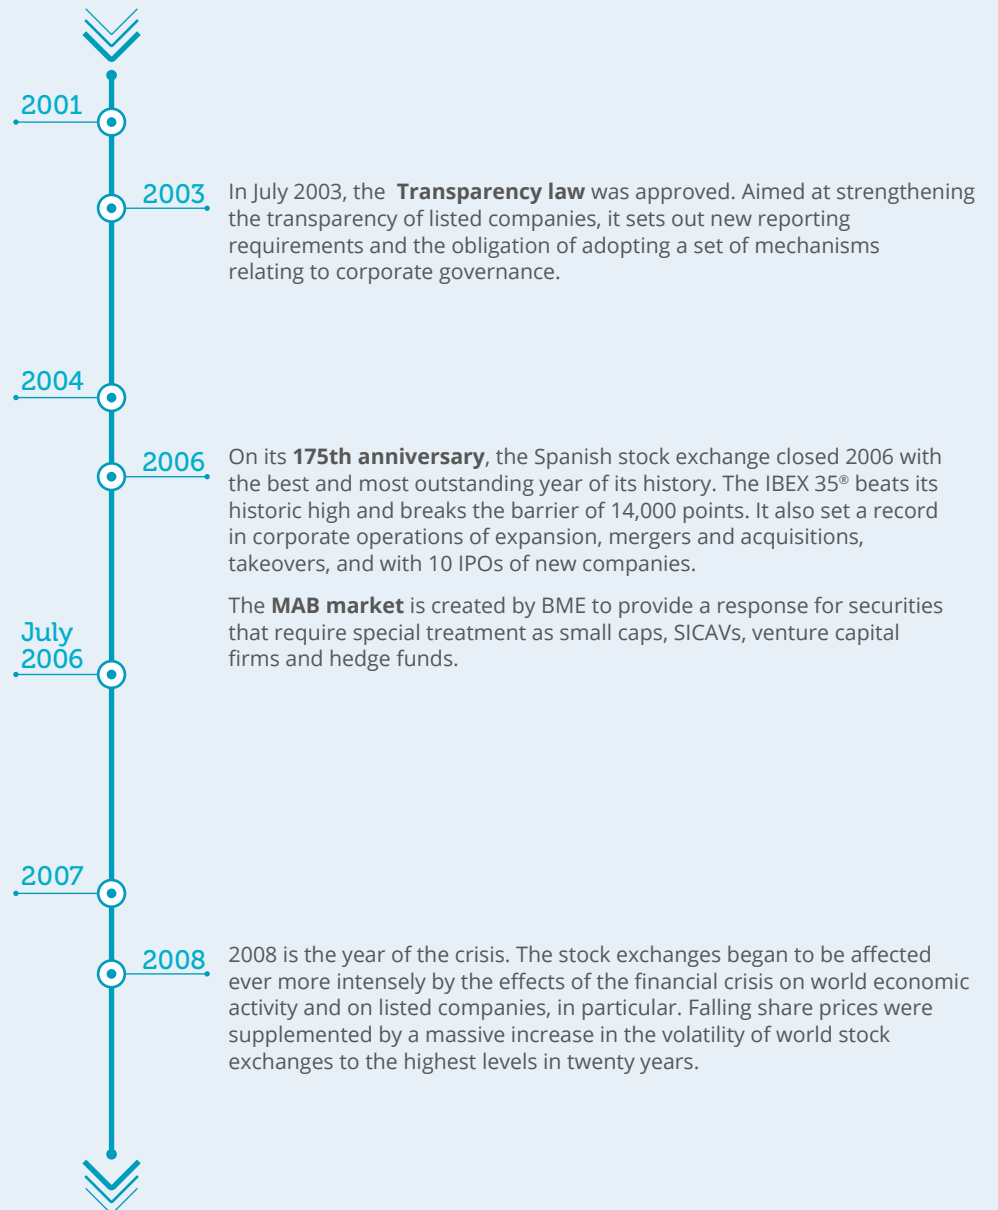 2001
2003
In July 2003, the Transparency law was approved. Aimed at strengthening
the transparency of listed companies, it sets out new reporting
requirements and the obligation of adopting a set of mechanisms
relating to corporate governance.
2004
2006
On its 175th anniversary, the Spanish stock exchange closed 2006 with
the best and most outstanding year of its history. The IBEX 35® beats its
historic high and breaks the barrier of 14,000 points. It also set a record
in corporate operations of expansion, mergers and acquisitions,
takeovers, and with 10 IPOs of new companies.
The MAB market is created by BME to provide a response for securities
that require special treatment as small caps, SICAVs, venture capital
firms and hedge funds.
July
2006
2007
2008
2008 is the year of the crisis. The stock exchanges began to be affected
ever more intensely by the effects of the financial crisis on world economic
activity and on listed companies, in particular. Falling share prices were
supplemented by a massive increase in the volatility of world stock
exchanges to the highest levels in twenty years.